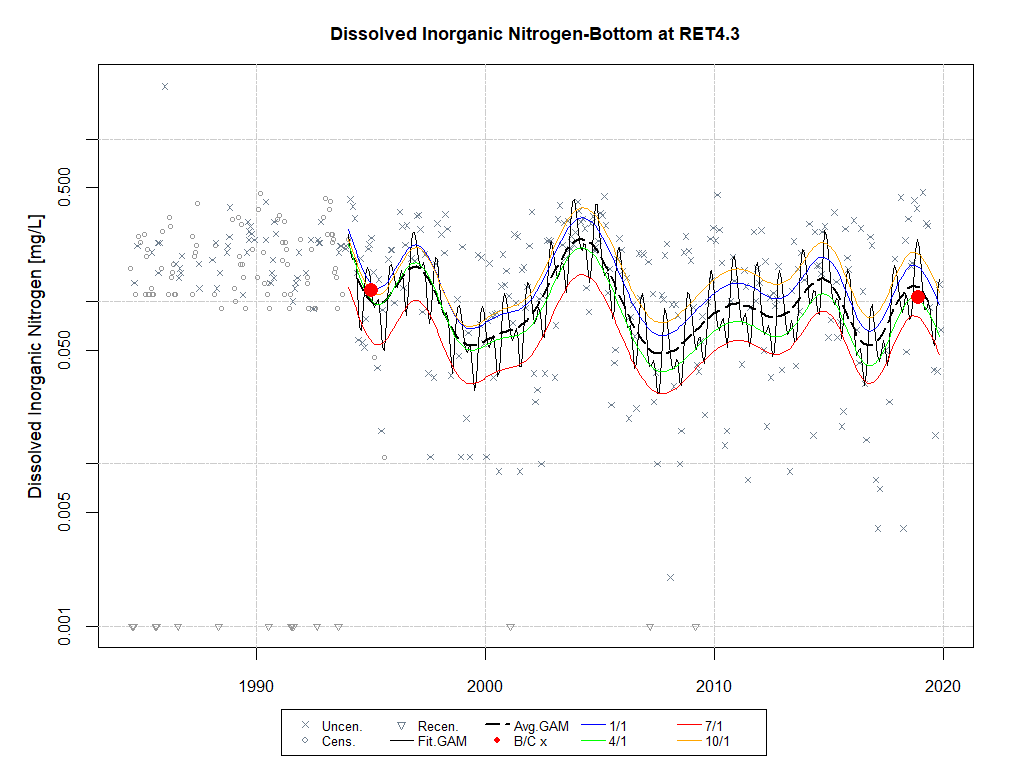 Dissolved Inorganic Nitrogen-Bottom at RET4.3
Dissolved Inorganic Nitrogen [mg/L]
0.500
0.050
0.005
0.001
1990 2000 2010 2020
Uncen. Recen. Avg.GAM 1/1 7/1
Cens. Fit.GAM B/C x 4/1 10/1